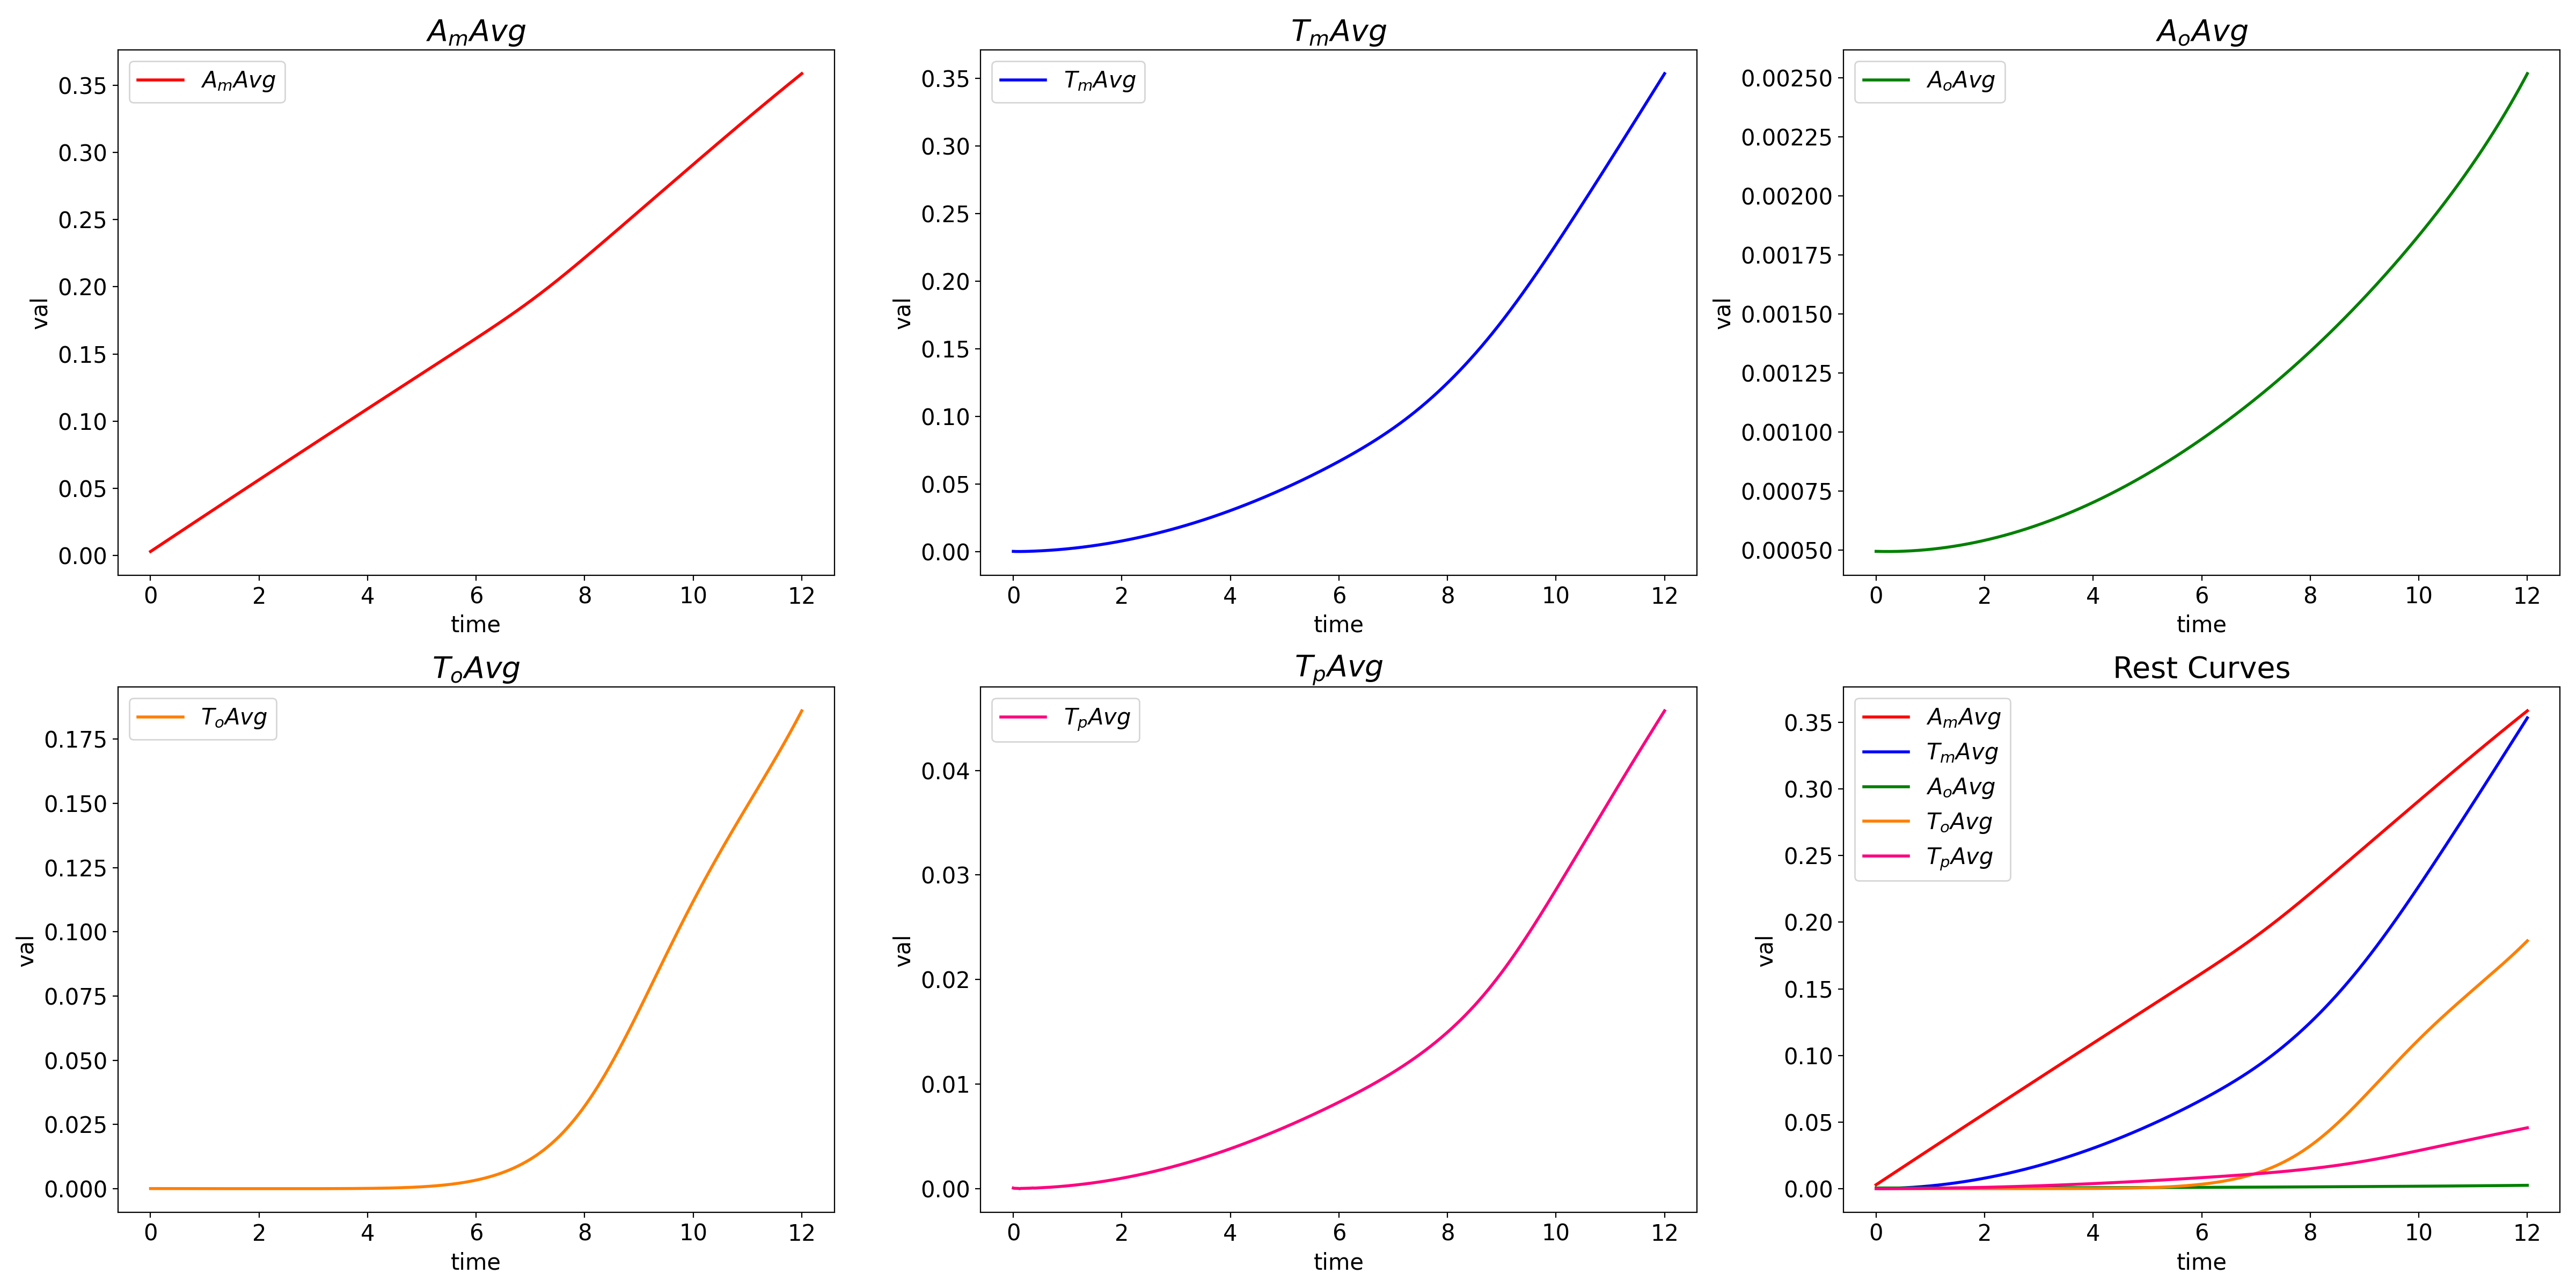 A_mAvg
A_mAvg
0.35
0.30
0.25
0.20
0.15
0.10
0.05
0.00
val
0 2 4 6 8 10 12
time
T_mAvg
T_mAvg
0.35
0.30
0.25
0.20
0.15
0.10
0.05
0.00
val
0 2 4 6 8 10 12
time
A_oAvg
A_oAvg
0.00250
0.00225
0.00200
0.00175
0.00150
0.00125
0.00100
0.00075
0.00050
val
0 2 4 6 8 10 12
time
T_oAvg
T_oAvg
0.175
0.150
0.125
0.100
0.075
0.050
0.025
0.000
val
0 2 4 6 8 10 12
time
T_pAvg
T_pAvg
0.04
0.03
0.02
0.01
0.00
val
0 2 4 6 8 10 12
time
Rest Curves
A_mAvg
T_mAvg
A_oAvg
T_oAvg
T_pAvg
0.35
0.30
0.25
0.20
0.15
0.10
0.05
0.00
val
0 2 4 6 8 10 12
time